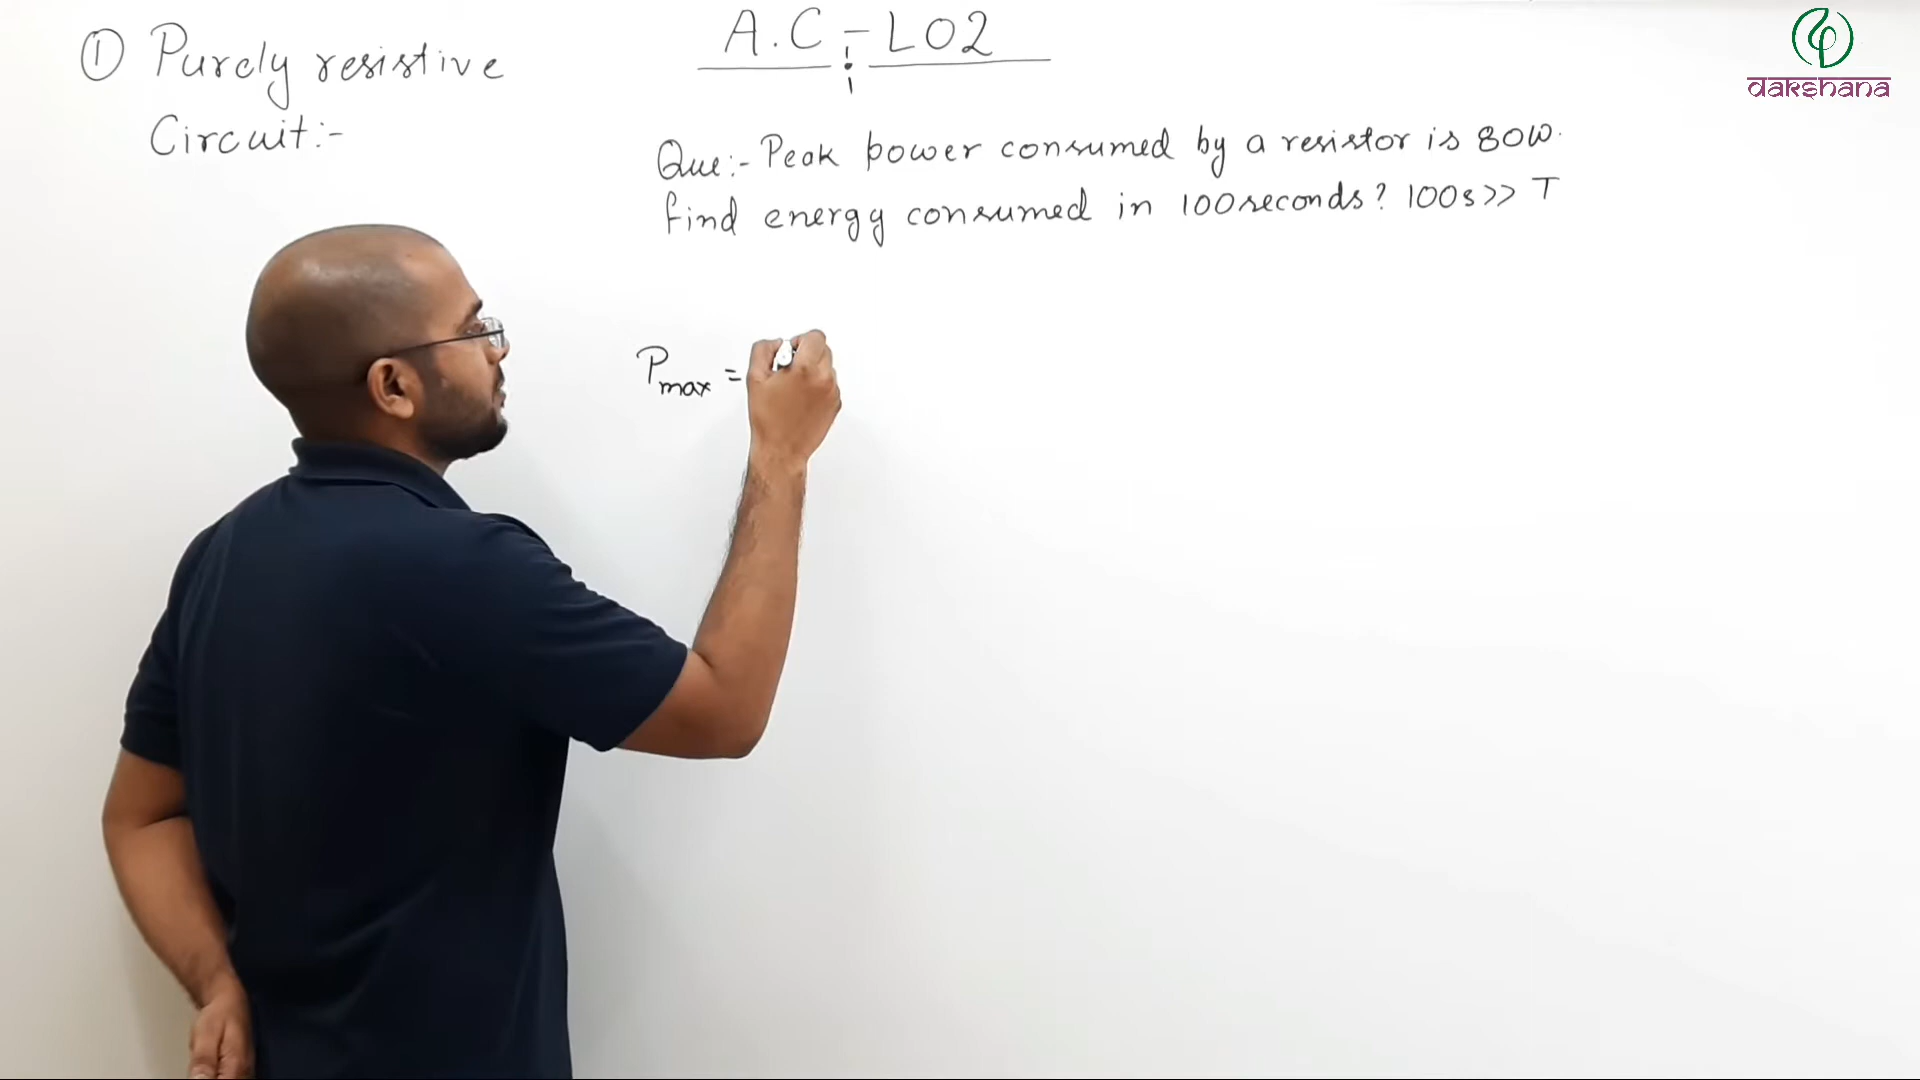 ① Purely resistive
Circuit:-
A.C:-L02
Que:- Peak power consumed by a resistor is 80W.
find energy consumed in 100seconds? 100s>> T
Pmax =
dakshana